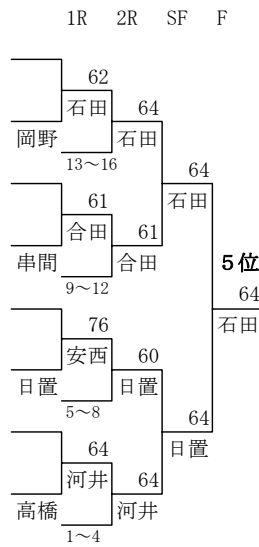 1R 2R SF F
62
石田 64
岡野 石田
13～16 64
61 石田
合田 61
串間 合田 5位
9～12 64
76 石田
安西 60
日置 日置
5～8 64
64 日置
河井 64
高橋 河井
1～4